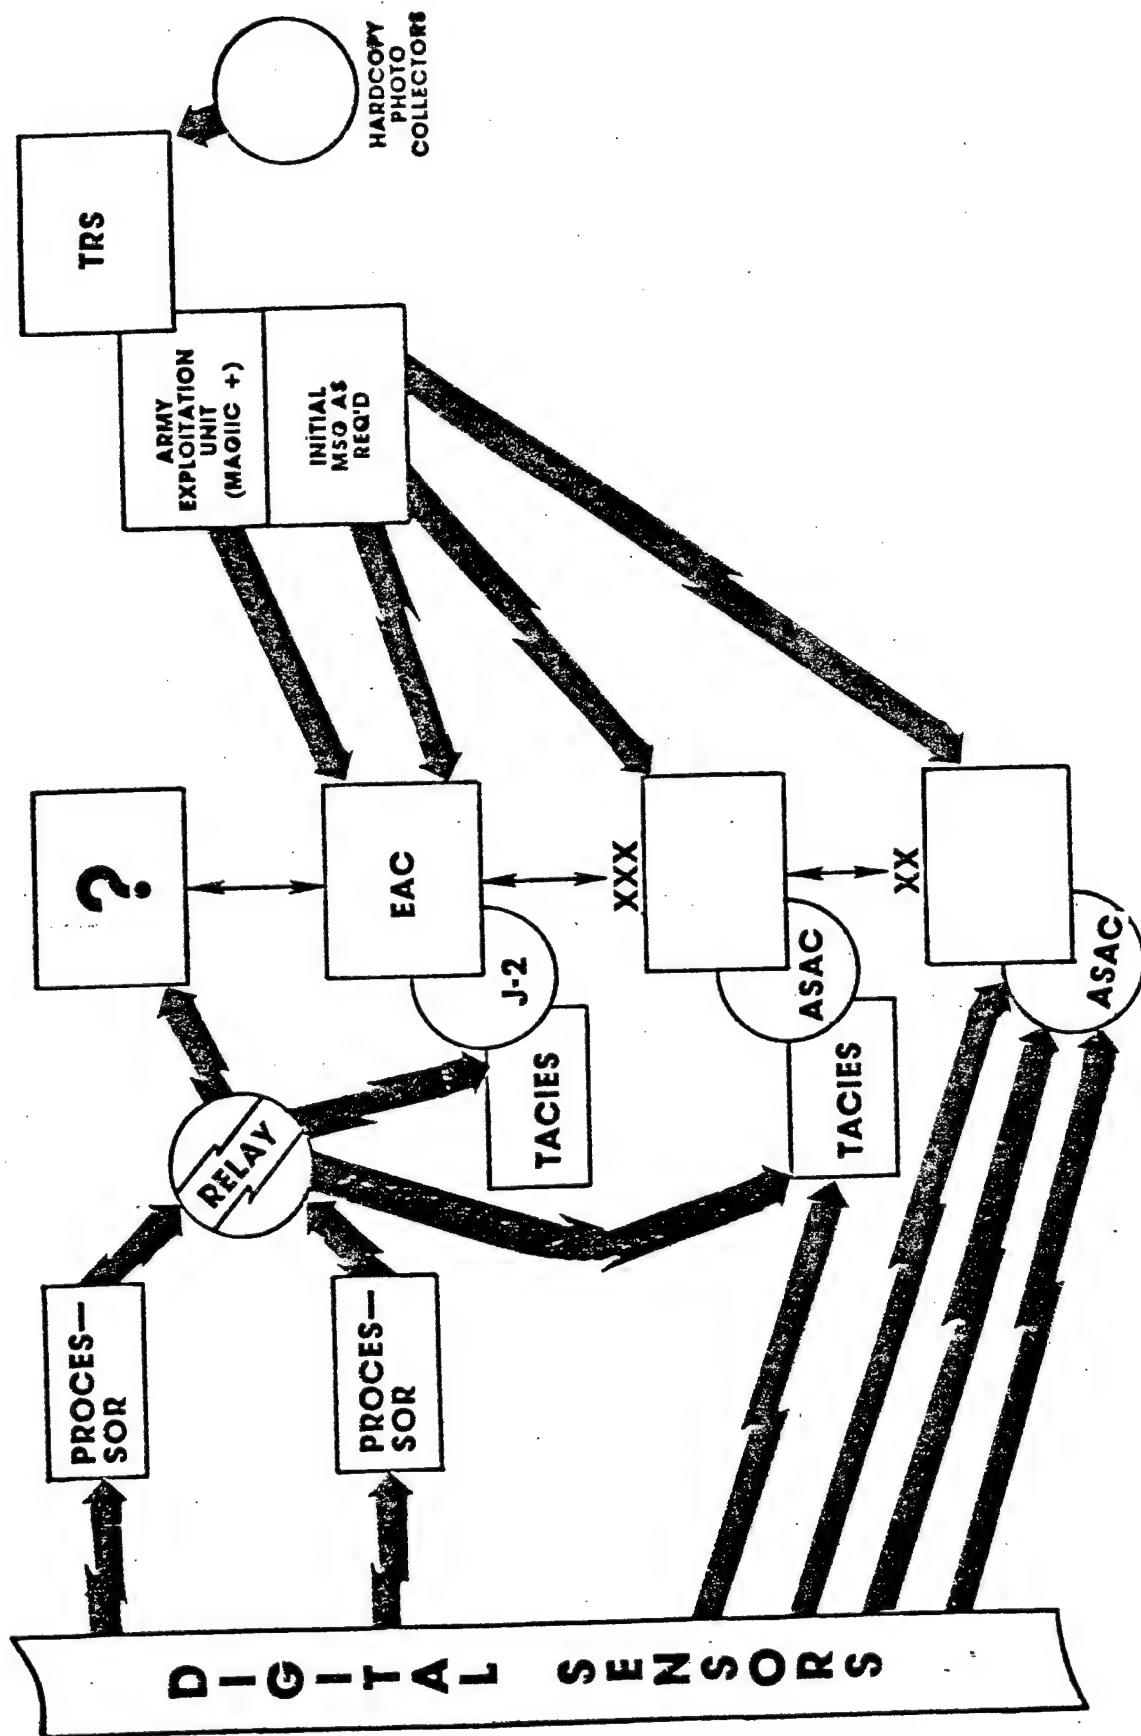 DIGITAL SENSORS
PROCES—
SOR
PROCES—
SOR
RELAY
?
TACIES
J-2
EAC
XXX
TACIES
ASAC
XX
ASAC
TRS
ARMY
EXPLOITATION
UNIT
(MAGIIC +)
INITIAL
MSG AS
REQ'D
HARDCOPY
PHOTO
COLLECTORS